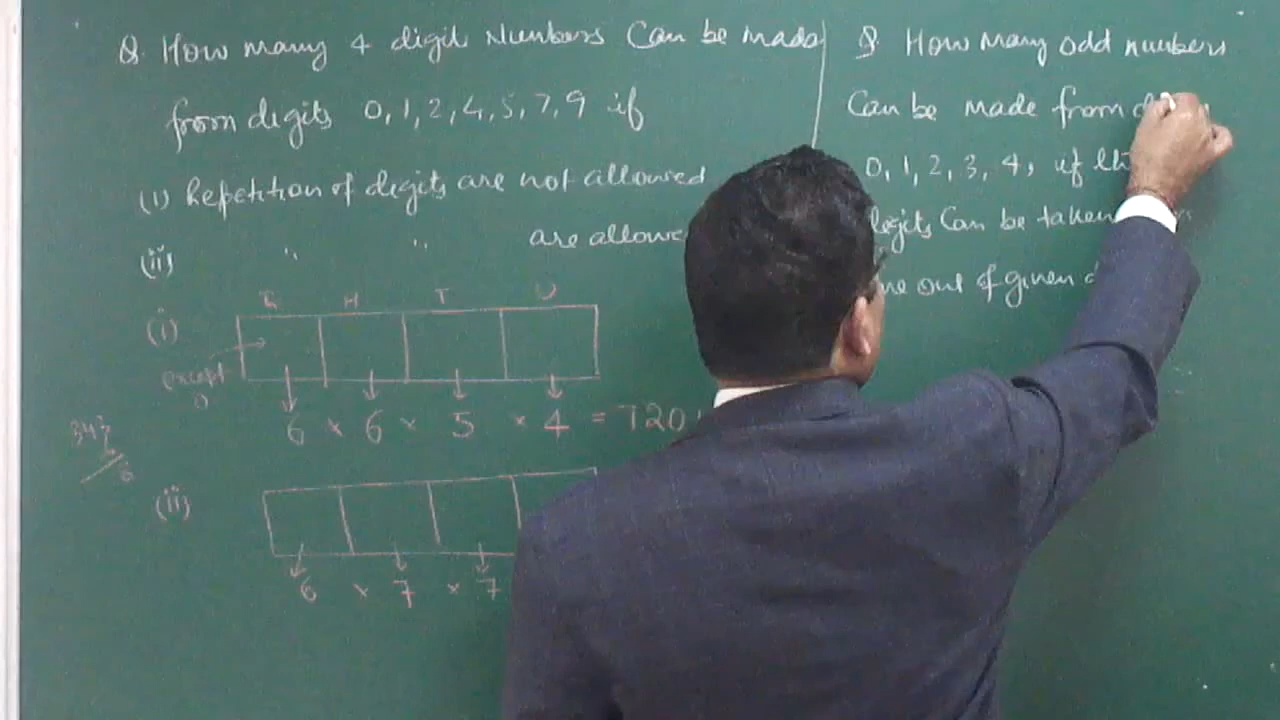 Q. How many 4 digit Numbers Can be made
from digits 0, 1, 2, 4, 5, 7, 9 if
(i) Repetition of digits are not allowed
(ii) " " are allowe
(i)
H T U
except
0
6 × 6 × 5 × 4 = 720
(ii)
6 × 7 × 7
Q. How many odd numbers
Can be made from
0, 1, 2, 3, 4, if
digits Can be taken
out of given